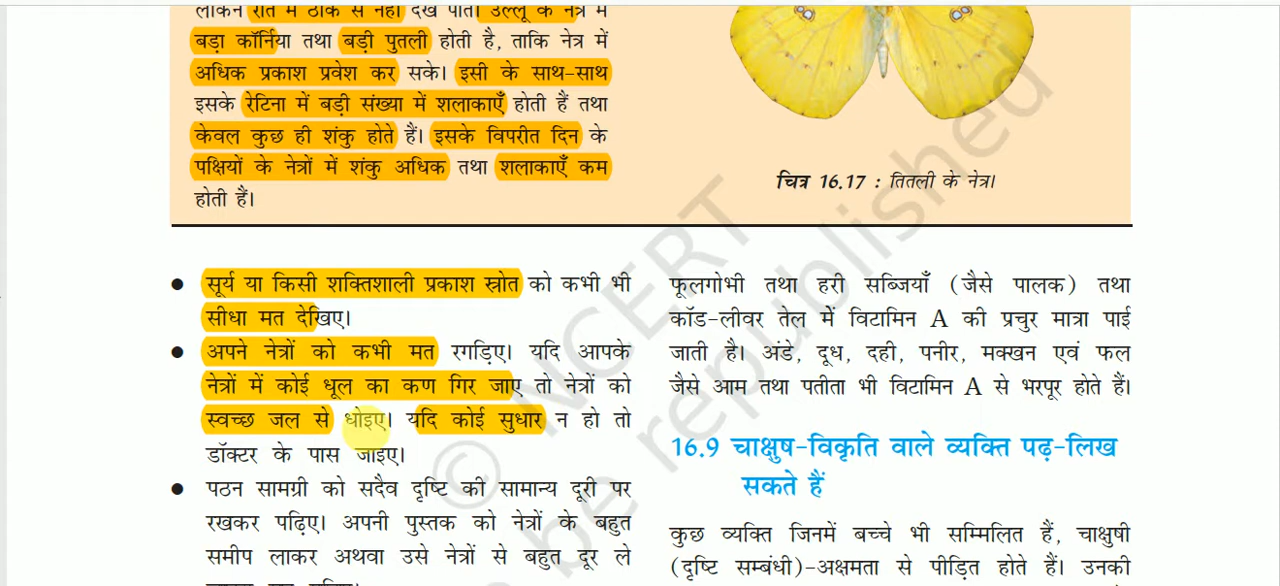 लेकिन रात में ठीक से नहीं देख पाते। उल्लू के नेत्र में
बड़ा कॉर्निया तथा बड़ी पुतली होती है, ताकि नेत्र में
अधिक प्रकाश प्रवेश कर सके। इसी के साथ-साथ
इसके रेटिना में बड़ी संख्या में शलाकाएँ होती हैं तथा
केवल कुछ ही शंकु होते हैं। इसके विपरीत दिन के
पक्षियों के नेत्रों में शंकु अधिक तथा शलाकाएँ कम
होती हैं।
चित्र 16.17 : तितली के नेत्र।
● सूर्य या किसी शक्तिशाली प्रकाश स्रोत को कभी भी
सीधा मत देखिए।
● अपने नेत्रों को कभी मत रगड़िए। यदि आपके
नेत्रों में कोई धूल का कण गिर जाए तो नेत्रों को
स्वच्छ जल से धोइए। यदि कोई सुधार न हो तो
डॉक्टर के पास जाइए।
● पठन सामग्री को सदैव दृष्टि की सामान्य दूरी पर
रखकर पढ़िए। अपनी पुस्तक को नेत्रों के बहुत
समीप लाकर अथवा उसे नेत्रों से बहुत दूर ले
फूलगोभी तथा हरी सब्जियाँ (जैसे पालक) तथा
कॉड-लीवर तेल में विटामिन A की प्रचुर मात्रा पाई
जाती है। अंडे, दूध, दही, पनीर, मक्खन एवं फल
जैसे आम तथा पपीता भी विटामिन A से भरपूर होते हैं।
16.9 चाक्षुष-विकृति वाले व्यक्ति पढ़-लिख
सकते हैं
कुछ व्यक्ति जिनमें बच्चे भी सम्मिलित हैं, चाक्षुषी
(दृष्टि सम्बंधी)-अक्षमता से पीड़ित होते हैं। उनकी
© NCERT
be republished